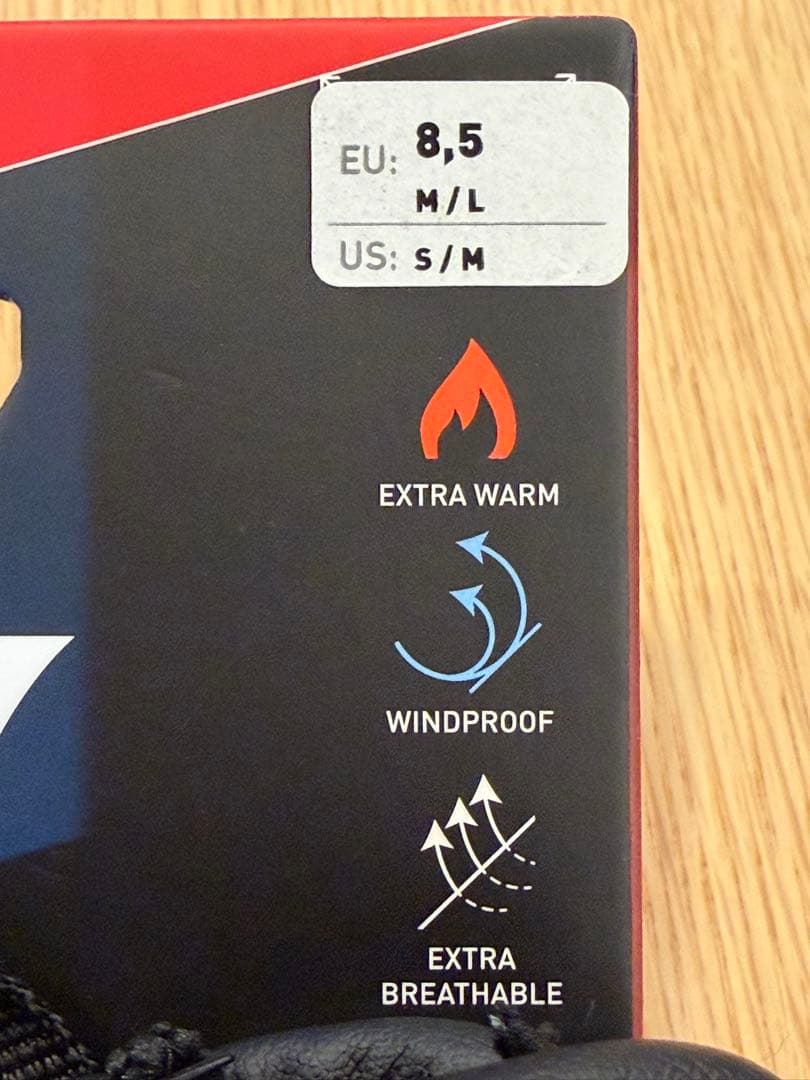 EU: 8,5
M/L
US: S/M
EXTRA WARM
WINDPROOF
EXTRA
BREATHABLE